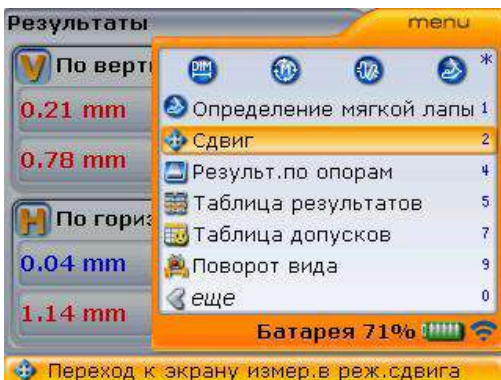 Результаты
menu
По верт
0.21 mm
0.78 mm
По гориз
0.04 mm
1.14 mm
*
Определение мягкой лапы 1
Сдвиг 2
Результ.по опорам 4
Таблица результатов 5
Таблица допусков 7
Поворот вида 9
еще 0
Батарея 71%
Переход к экрану измер.в реж.сдвига